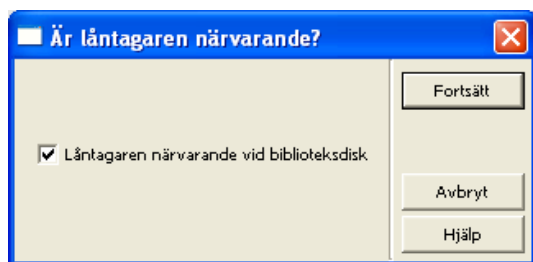 Är låntagaren närvarande?
Fortsätt
Låntagaren närvarande vid biblioteksdisk
Avbryt
Hjälp